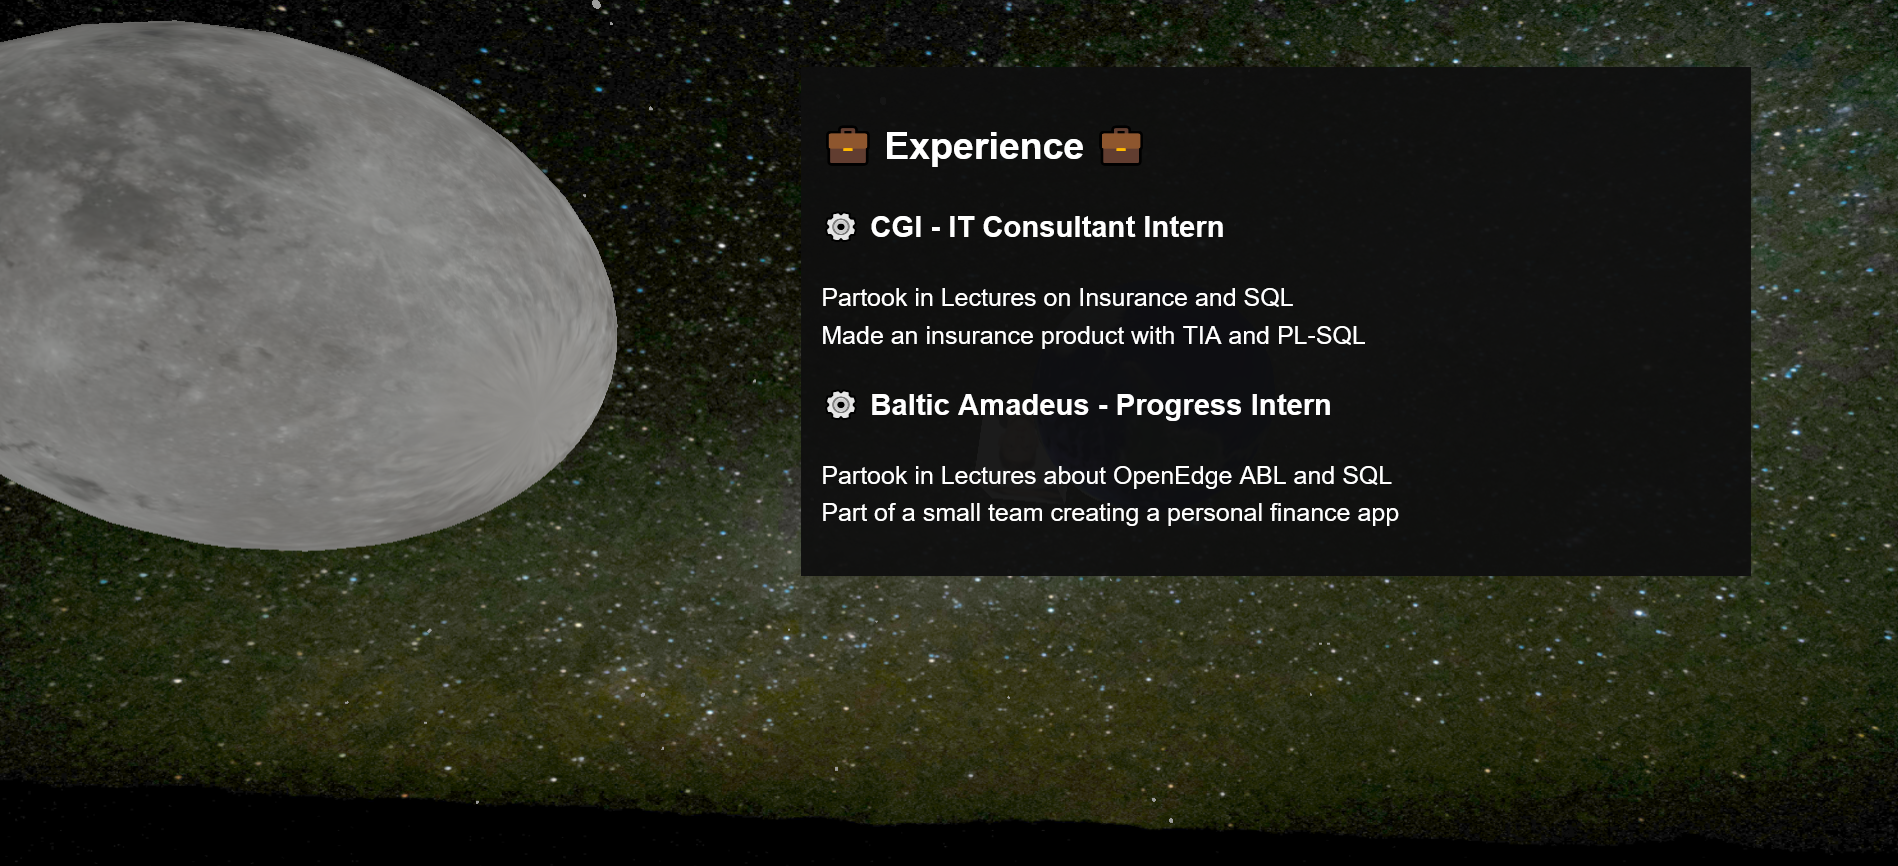 Experience
CGI - IT Consultant Intern
Partook in Lectures on Insurance and SQL
Made an insurance product with TIA and PL-SQL
Baltic Amadeus - Progress Intern
Partook in Lectures about OpenEdge ABL and SQL
Part of a small team creating a personal finance app